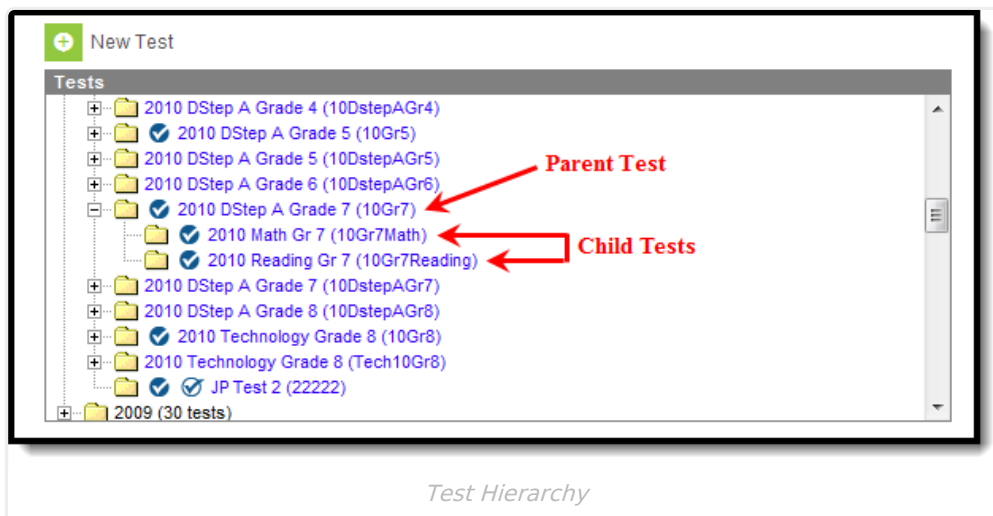 New Test
Tests
2010 DStep A Grade 4 (10DstepAGr4)
2010 DStep A Grade 5 (10Gr5)
2010 DStep A Grade 5 (10DstepAGr5)
2010 DStep A Grade 6 (10DstepAGr6)
Parent Test
2010 DStep A Grade 7 (10Gr7)
2010 Math Gr 7 (10Gr7Math)
Child Tests
2010 Reading Gr 7 (10Gr7Reading)
2010 DStep A Grade 7 (10DstepAGr7)
2010 DStep A Grade 8 (10DstepAGr8)
2010 Technology Grade 8 (10Gr8)
2010 Technology Grade 8 (Tech10Gr8)
JP Test 2 (22222)
2009 (30 tests)
Test Hierarchy